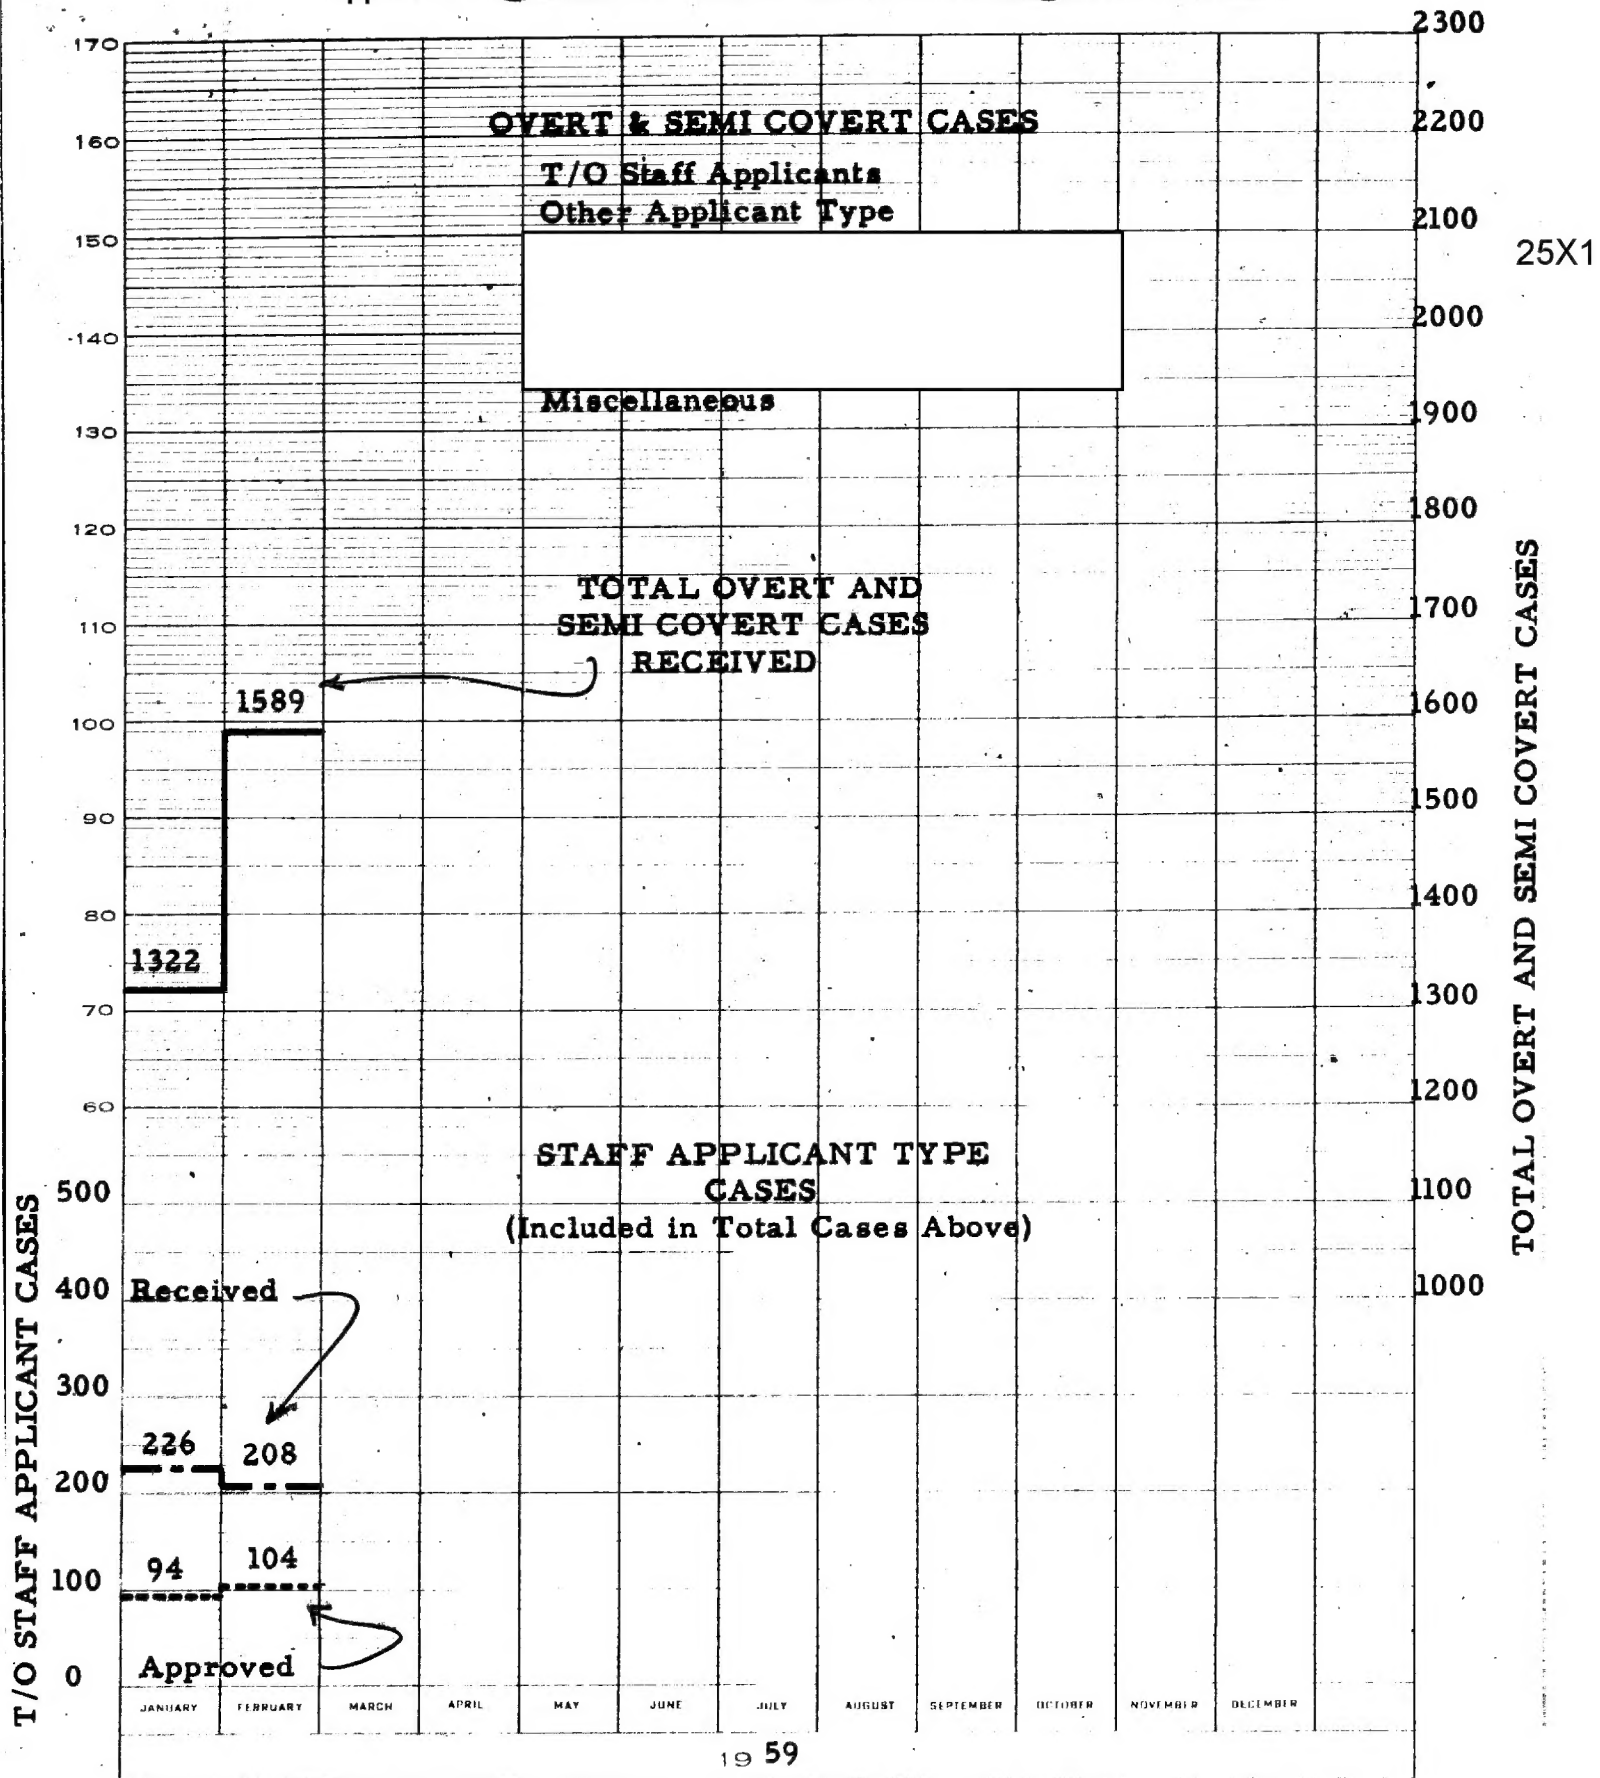 2300
170
OVERT & SEMI COVERT CASES
2200
160
T/O Staff Applicants
Other Applicant Type
2100
150
25X1
2000
140
Miscellaneous
1900
130
1800
120
TOTAL OVERT AND
SEMI COVERT CASES
RECEIVED
1700
110
1589
1600
100
1500
90
1400
80
1322
1300
70
1200
60
TOTAL OVERT AND SEMI COVERT CASES
STAFF APPLICANT TYPE
CASES
(Included in Total Cases Above)
500
1100
400
Received
1000
300
226
208
200
94
104
100
Approved
0
T/O STAFF APPLICANT CASES
JANUARY FEBRUARY MARCH APRIL MAY JUNE JULY AUGUST SEPTEMBER OCTOBER NOVEMBER DECEMBER
19 59